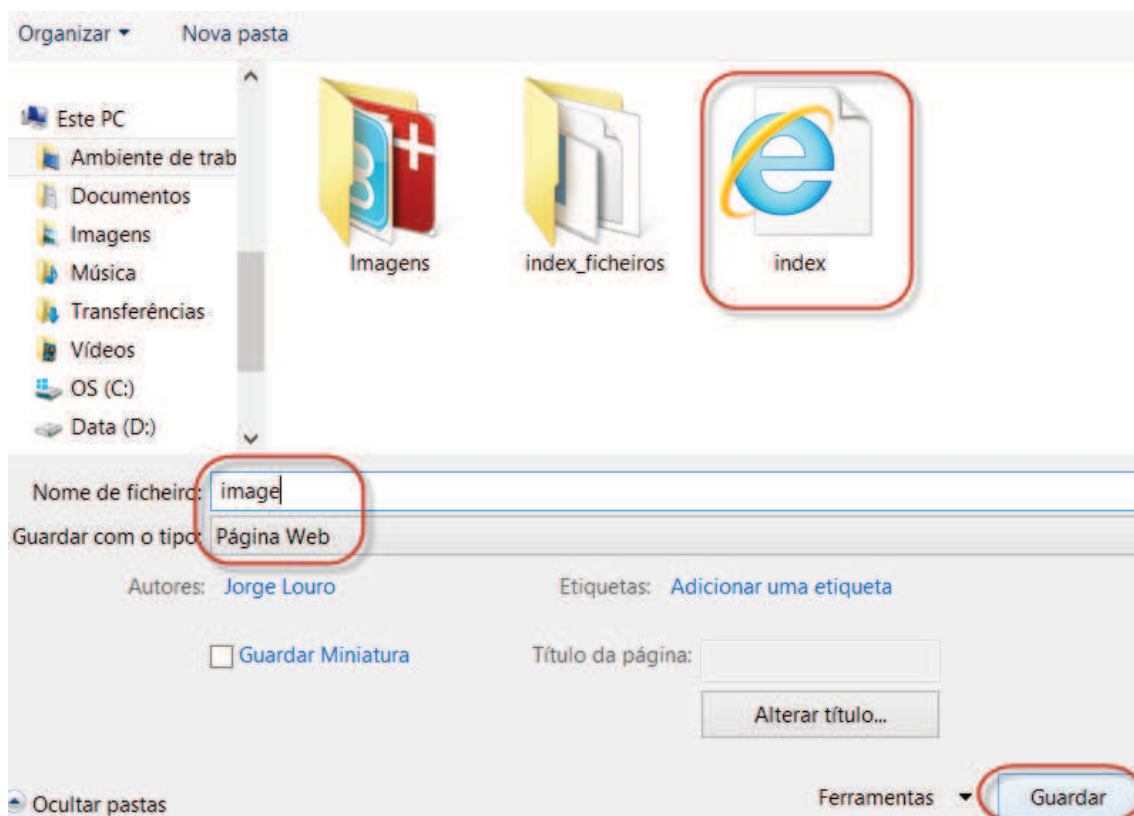 Organizar Nova pasta
Este PC
Ambiente de trab
Documentos
Imagens
Música
Transferências
Vídeos
OS (C:)
Data (D:)
Imagens index_ficheiros index
Nome de ficheiro: image
Guardar com o tipo: Página Web
Autores: Jorge Louro Etiquetas: Adicionar uma etiqueta
Guardar Miniatura Título da página:
Alterar título...
Ocultar pastas Ferramentas Guardar